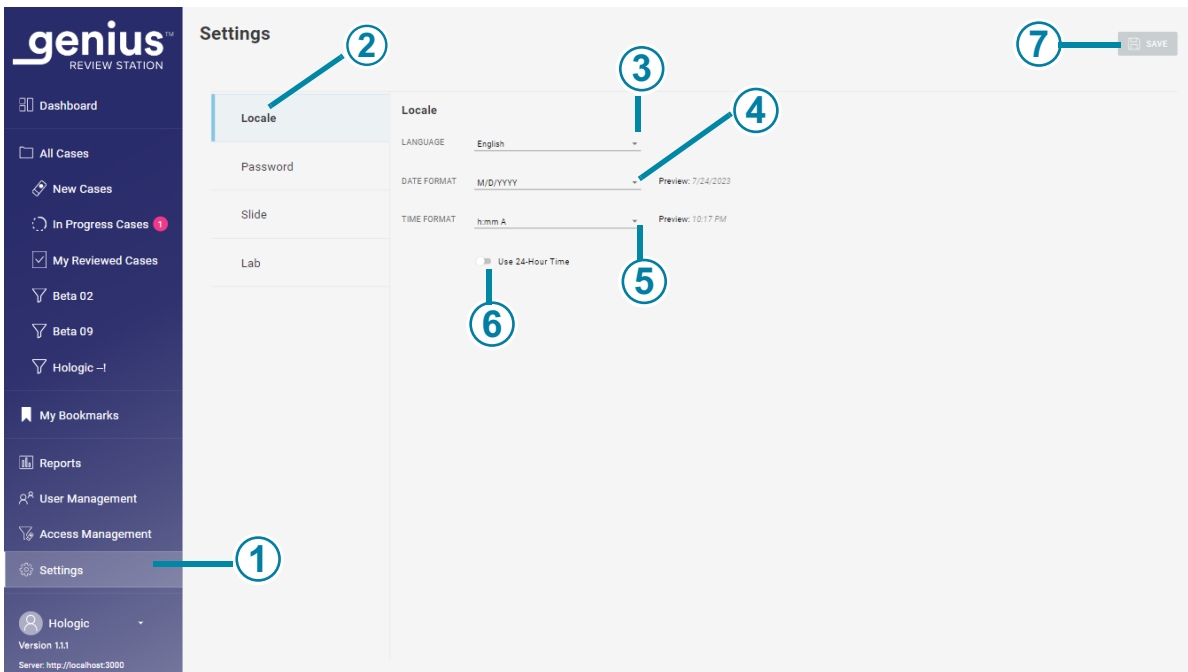 genius™
REVIEW STATION
Dashboard
All Cases
New Cases
In Progress Cases 1
My Reviewed Cases
Beta 02
Beta 09
Hologic –!
My Bookmarks
Reports
User Management
Access Management
Settings
Hologic
Version 1.1.1
Server: http://localhost:3000
Settings
SAVE
Locale
Password
Slide
Lab
Locale
LANGUAGE English
DATE FORMAT M/D/YYYY Preview: 7/24/2023
TIME FORMAT h:mm A Preview: 10:17 PM
Use 24-Hour Time
1
2
3
4
5
6
7